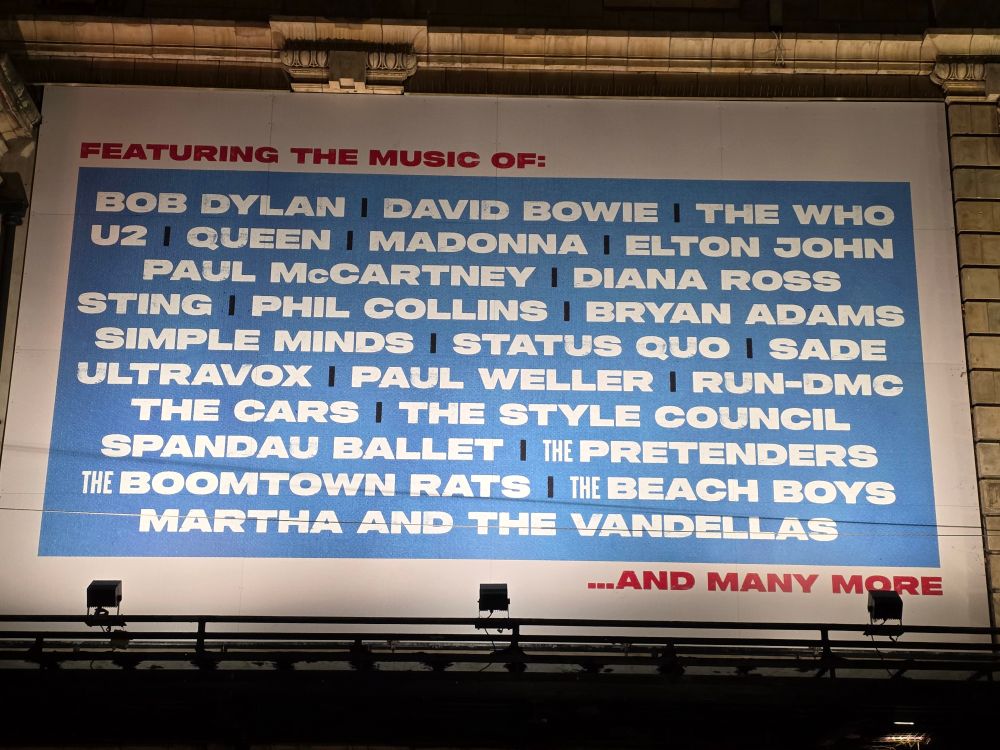 FEATURING THE MUSIC OF:
BOB DYLAN | DAVID BOWIE | THE WHO
U2 | QUEEN | MADONNA | ELTON JOHN
PAUL McCARTNEY | DIANA ROSS
STING | PHIL COLLINS | BRYAN ADAMS
SIMPLE MINDS | STATUS QUO | SADE
ULTRAVOX | PAUL WELLER | RUN-DMC
THE CARS | THE STYLE COUNCIL
SPANDAU BALLET | THE PRETENDERS
THE BOOMTOWN RATS | THE BEACH BOYS
MARTHA AND THE VANDELLAS
...AND MANY MORE